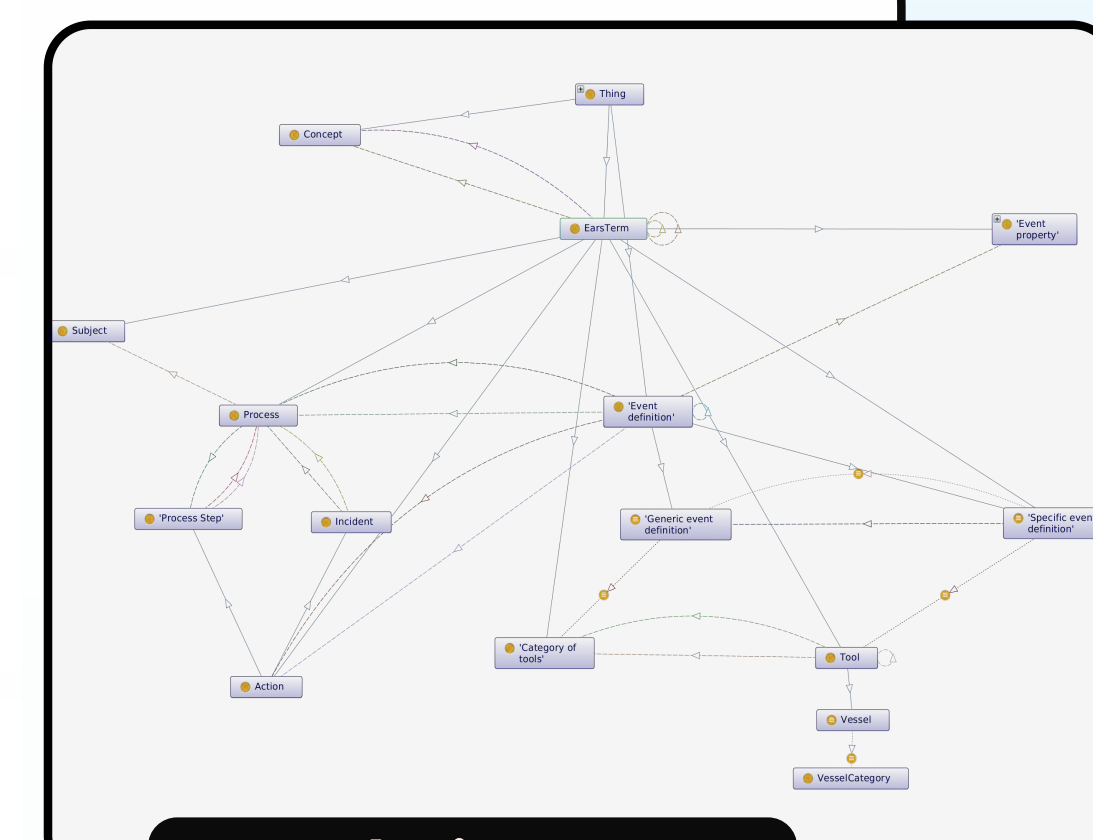 Thing
Concept
EarsTerm
'Event
property'
Subject
Process
'Event
definition'
'Process Step'
Incident
'Generic event
definition'
'Specific even
definition'
'Category of
tools'
Tool
Action
Vessel
VesselCategory